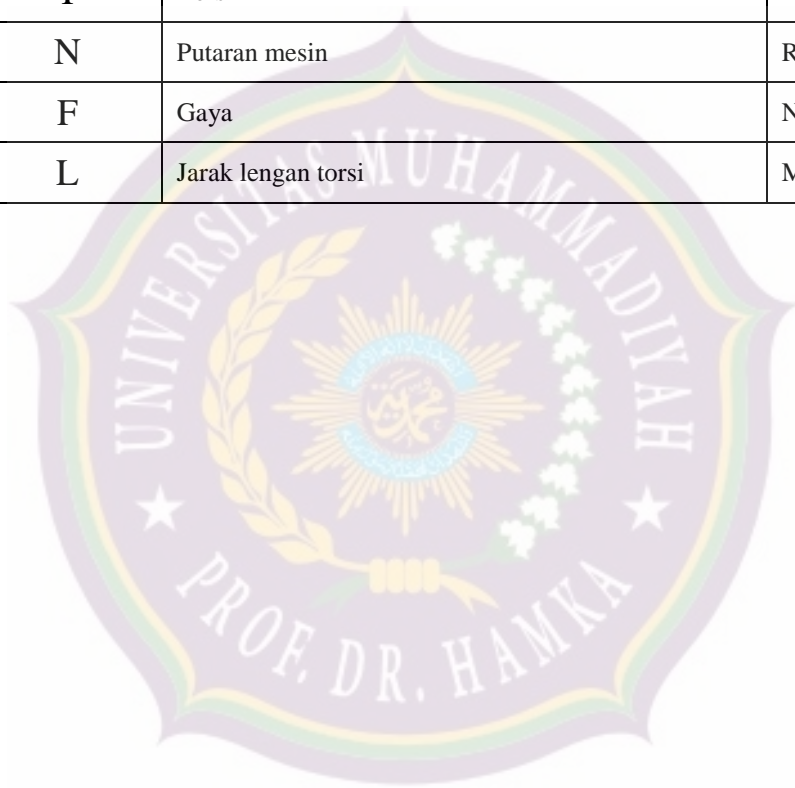 N Putaran mesin
F Gaya
L Jarak lengan torsi
UNIVERSITAS MUHAMMADIYAH
PROF. DR. HAMKA